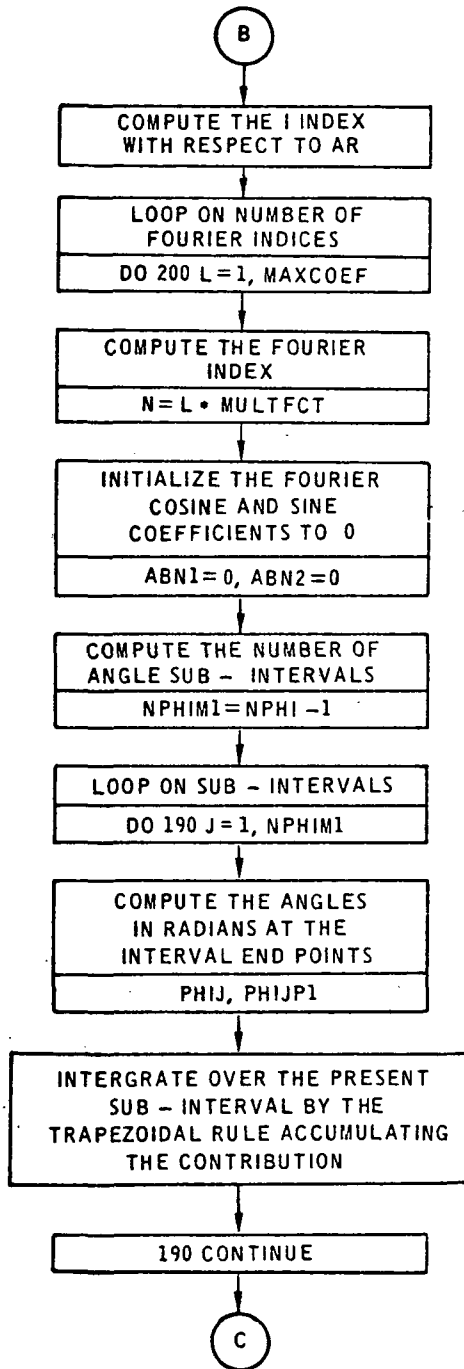 B
COMPUTE THE I INDEX
WITH RESPECT TO AR
LOOP ON NUMBER OF
FOURIER INDICES
DO 200 L = 1, MAXCOEF
COMPUTE THE FOURIER
INDEX
N = L * MULTFCT
INITIALIZE THE FOURIER
COSINE AND SINE
COEFFICIENTS TO 0
ABN1 = 0, ABN2 = 0
COMPUTE THE NUMBER OF
ANGLE SUB - INTERVALS
NPHIM1 = NPHI - 1
LOOP ON SUB - INTERVALS
DO 190 J = 1, NPHIM1
COMPUTE THE ANGLES
IN RADIANS AT THE
INTERVAL END POINTS
PHIJ, PHIJP1
INTERGRATE OVER THE PRESENT
SUB - INTERVAL BY THE
TRAPEZOIDAL RULE ACCUMULATING
THE CONTRIBUTION
190 CONTINUE
C